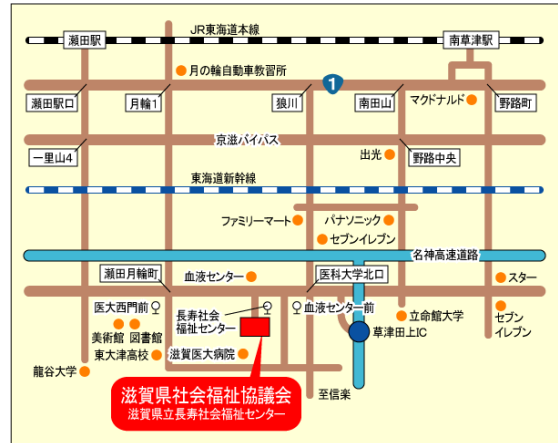 JR東海道本線
瀬田駅
南草津駅
月の輪自動車教習所
1
瀬田駅口
月輪1
狼川
南田山
マクドナルド
野路町
京滋バイパス
一里山4
出光
野路中央
東海道新幹線
ファミリーマート
パナソニック
セブンイレブン
名神高速道路
瀬田月輪町
血液センター
医科大学北口
スター
医大西門前
長寿社会
福祉センター
血液センター前
立命館大学
セブン
イレブン
美術館
図書館
草津田上IC
東大津高校
滋賀医大病院
龍谷大学
至信楽
滋賀県社会福祉協議会
滋賀県立長寿社会福祉センター